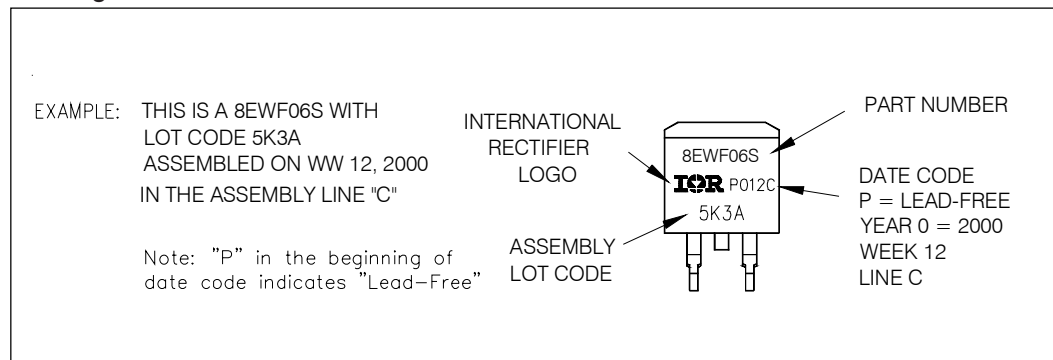 EXAMPLE: THIS IS A 8EWF06S WITH
LOT CODE 5K3A
ASSEMBLED ON WW 12, 2000
IN THE ASSEMBLY LINE "C"
Note: "P" in the beginning of
date code indicates "Lead-Free"
INTERNATIONAL
RECTIFIER
LOGO
ASSEMBLY
LOT CODE
8EWF06S
IOR P012C
5K3A
PART NUMBER
DATE CODE
P = LEAD-FREE
YEAR 0 = 2000
WEEK 12
LINE C